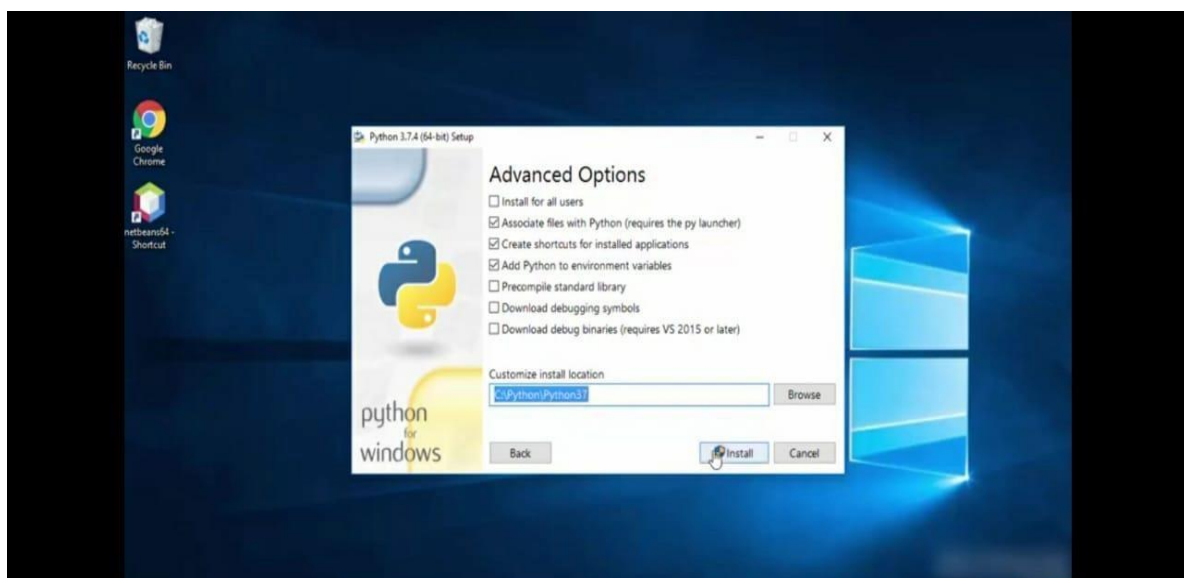 Recycle Bin
Google
Chrome
netbeans64 -
Shortcut
Python 3.7.4 (64-bit) Setup
Advanced Options
Install for all users
Associate files with Python (requires the py launcher)
Create shortcuts for installed applications
Add Python to environment variables
Precompile standard library
Download debugging symbols
Download debug binaries (requires VS 2015 or later)
Customize install location
C:\Python\Python37
Browse
python
for
windows
Back
Install
Cancel